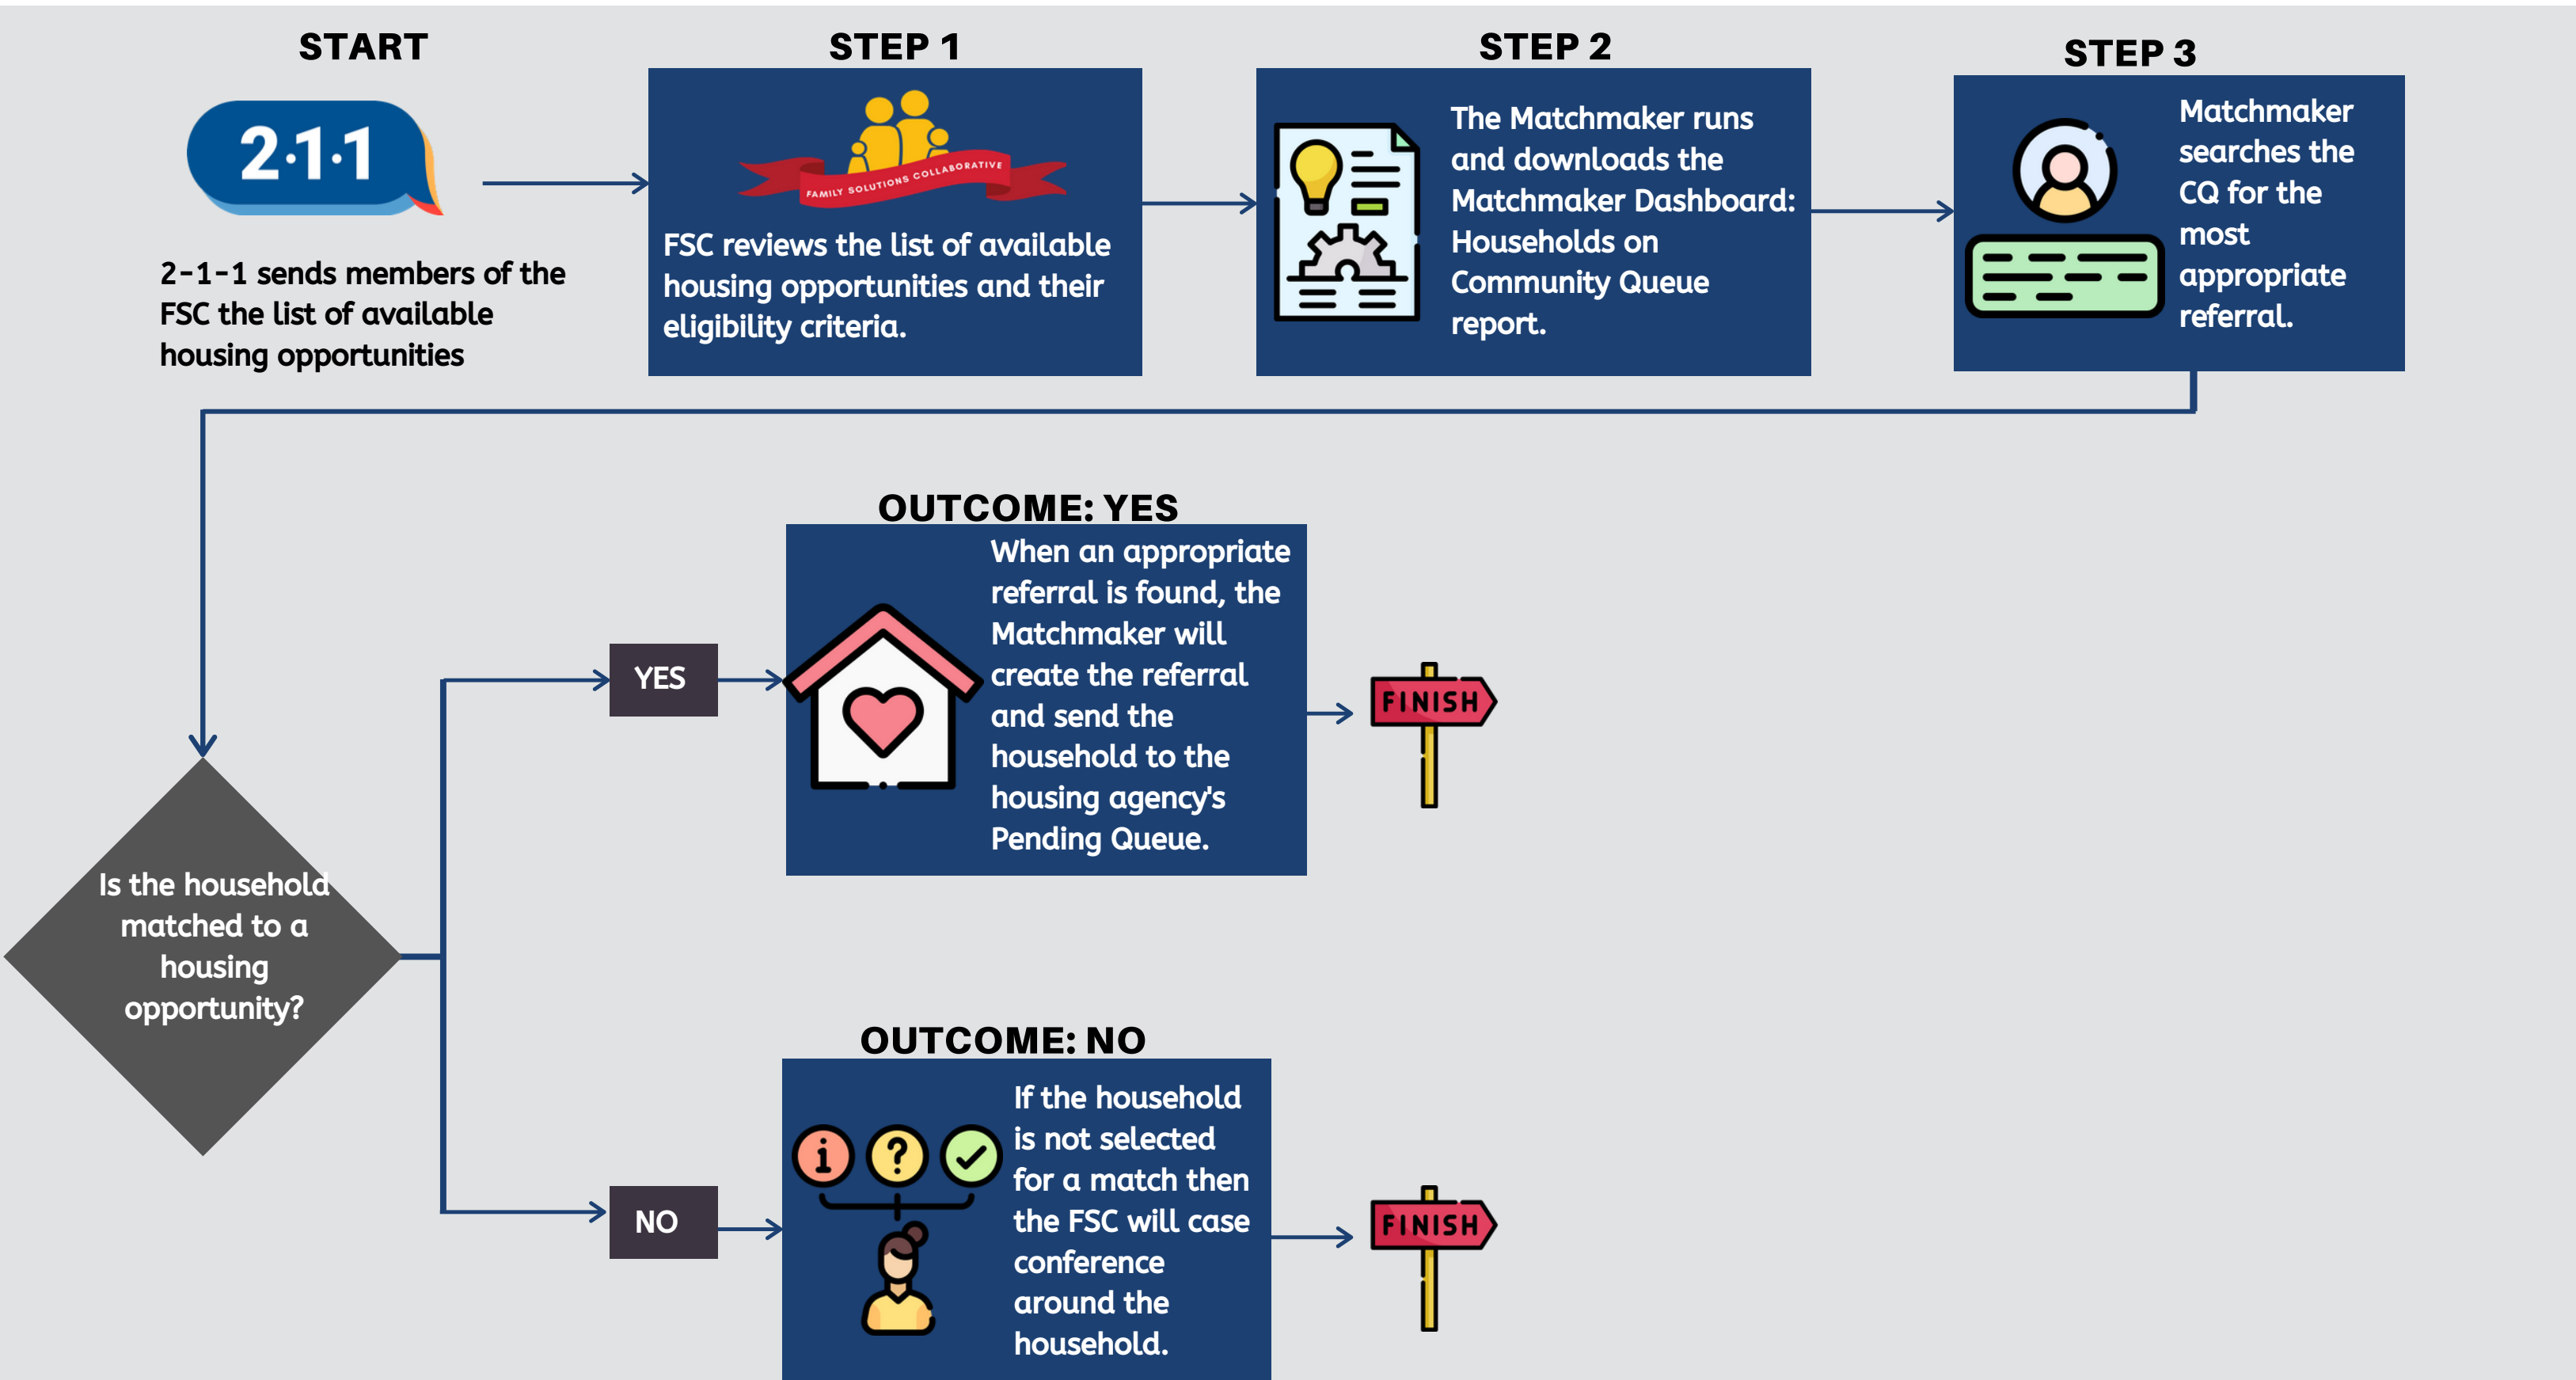 START
2·1·1
2-1-1 sends members of the
FSC the list of available
housing opportunities
STEP 1
FAMILY SOLUTIONS COLLABORATIVE
FSC reviews the list of available
housing opportunities and their
eligibility criteria.
STEP 2
The Matchmaker runs
and downloads the
Matchmaker Dashboard:
Households on
Community Queue
report.
STEP 3
Matchmaker
searches the
CQ for the
most
appropriate
referral.
Is the household
matched to a
housing
opportunity?
YES
OUTCOME: YES
When an appropriate
referral is found, the
Matchmaker will
create the referral
and send the
household to the
housing agency's
Pending Queue.
FINISH
NO
OUTCOME: NO
i ?
If the household
is not selected
for a match then
the FSC will case
conference
around the
household.
FINISH